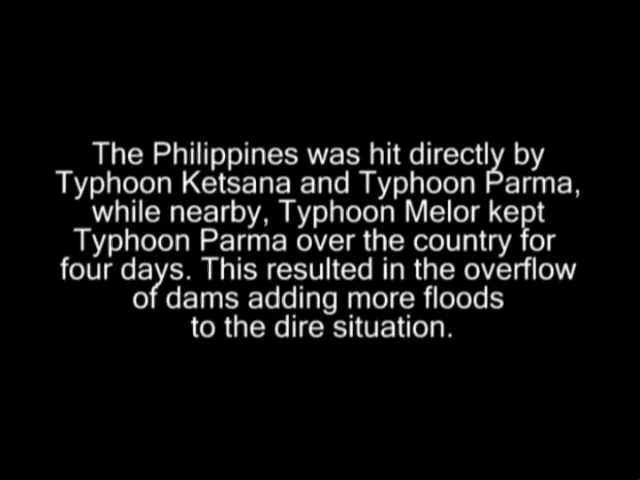 The Philippines was hit directly by
Typhoon Ketsana and Typhoon Parma,
while nearby, Typhoon Melor kept
Typhoon Parma over the country for
four days. This resulted in the overflow
of dams adding more floods
to the dire situation.